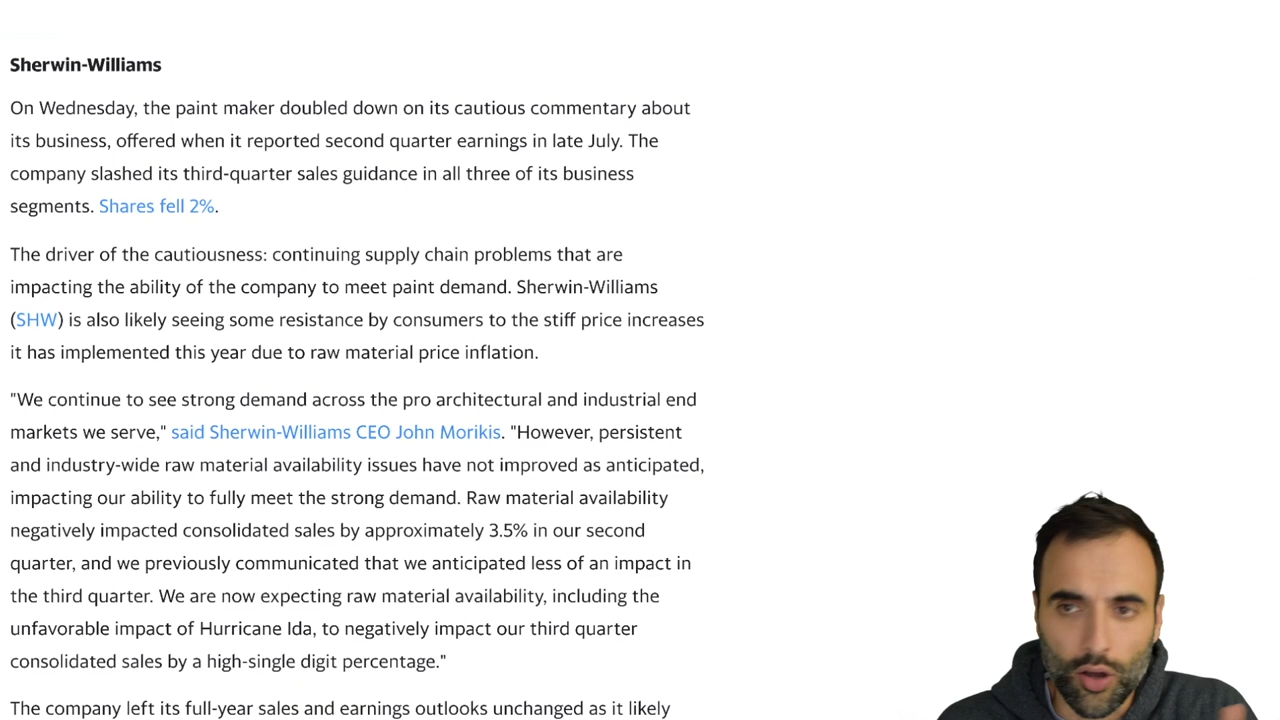 Sherwin-Williams
On Wednesday, the paint maker doubled down on its cautious commentary about
its business, offered when it reported second quarter earnings in late July. The
company slashed its third-quarter sales guidance in all three of its business
segments. Shares fell 2%.
The driver of the cautiousness: continuing supply chain problems that are
impacting the ability of the company to meet paint demand. Sherwin-Williams
(SHW) is also likely seeing some resistance by consumers to the stiff price increases
it has implemented this year due to raw material price inflation.
"We continue to see strong demand across the pro architectural and industrial end
markets we serve," said Sherwin-Williams CEO John Morikis. "However, persistent
and industry-wide raw material availability issues have not improved as anticipated,
impacting our ability to fully meet the strong demand. Raw material availability
negatively impacted consolidated sales by approximately 3.5% in our second
quarter, and we previously communicated that we anticipated less of an impact in
the third quarter. We are now expecting raw material availability, including the
unfavorable impact of Hurricane Ida, to negatively impact our third quarter
consolidated sales by a high-single digit percentage."
The company left its full-year sales and earnings outlooks unchanged as it likely